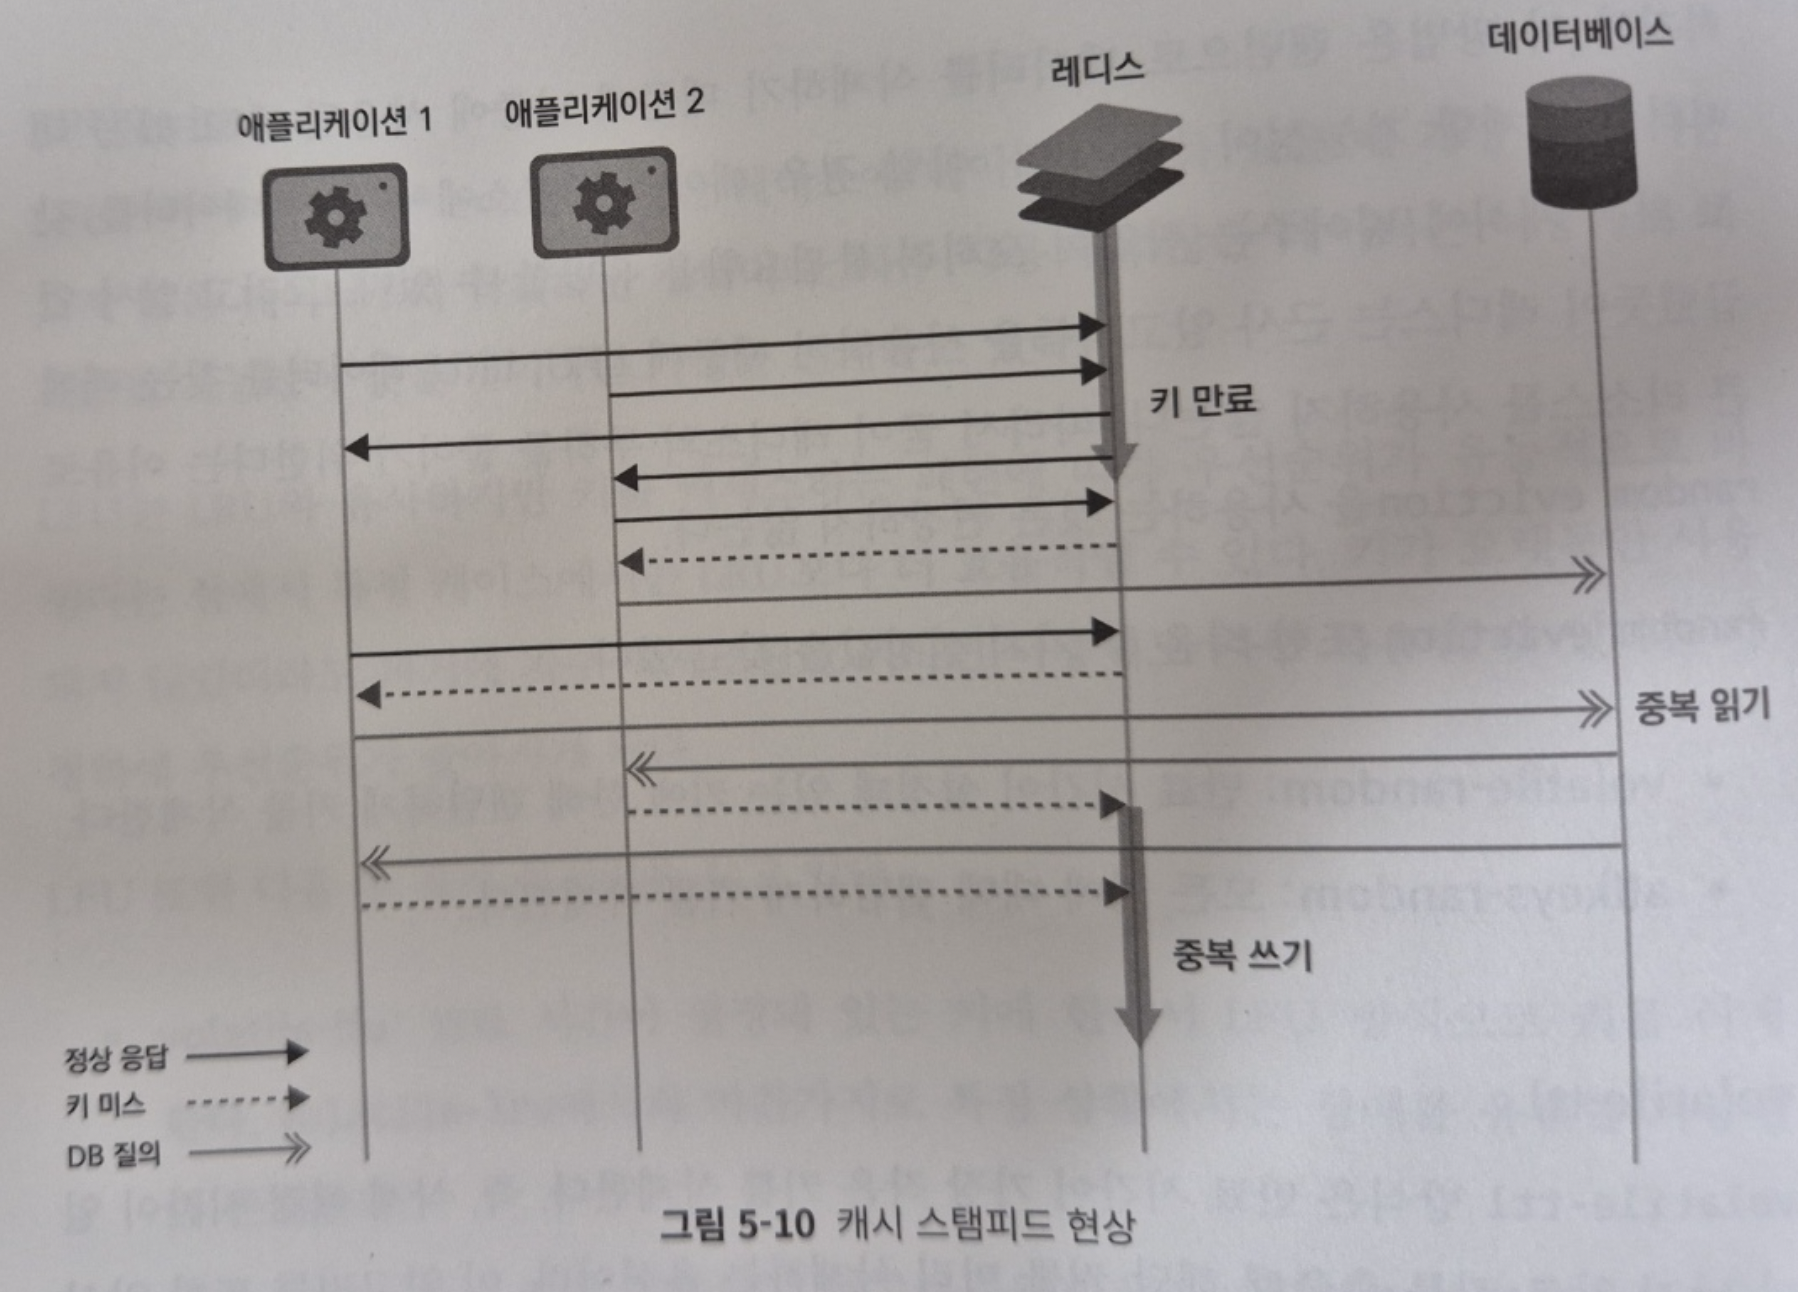 데이터베이스
레디스
애플리케이션 1
애플리케이션 2
키 만료
중복 읽기
중복 쓰기
정상 응답
키 미스
DB 질의
그림 5-10 캐시 스탬피드 현상